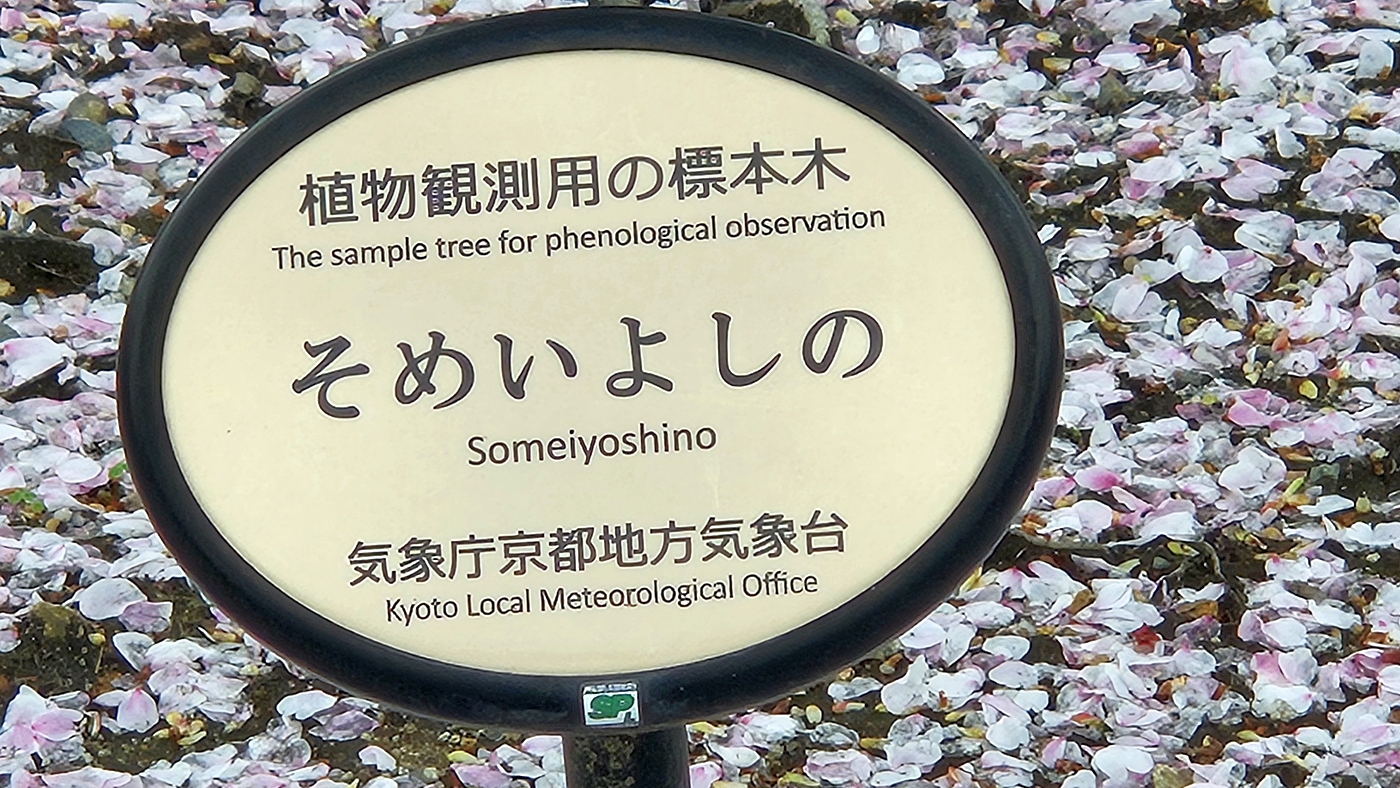 植物観測用の標本木
The sample tree for phenological observation
そめいよしの
Someiyoshino
気象庁京都地方気象台
Kyoto Local Meteorological Office
SP